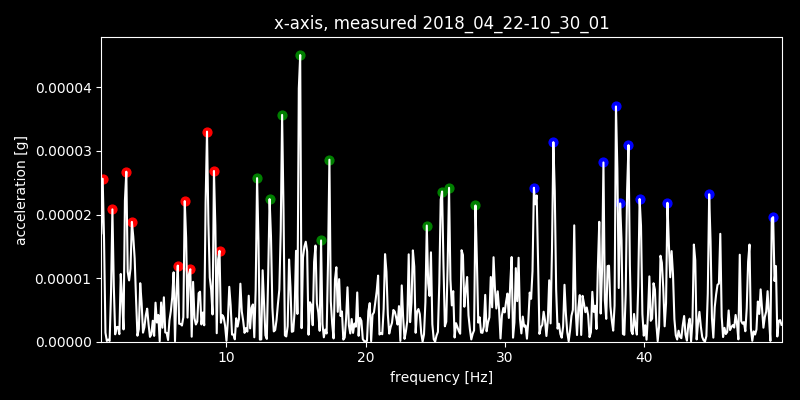 x-axis, measured 2018_04_22-10_30_01
acceleration [g]
0.00004
0.00003
0.00002
0.00001
0.00000
10 20 30 40
frequency [Hz]